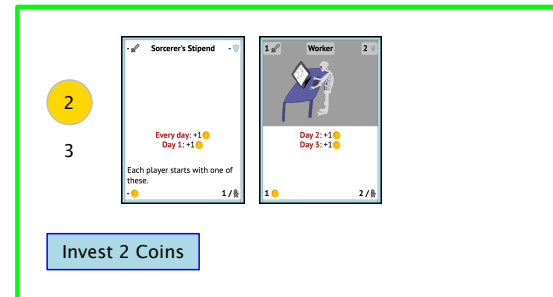 - Sorcerer's Stipend -
1 Worker 2
2
3
Every day: +1
Day 1: +1
Each player starts with one of
these.
- 1 /
Day 2: +1
Day 3: +1
1 2 /
Invest 2 Coins